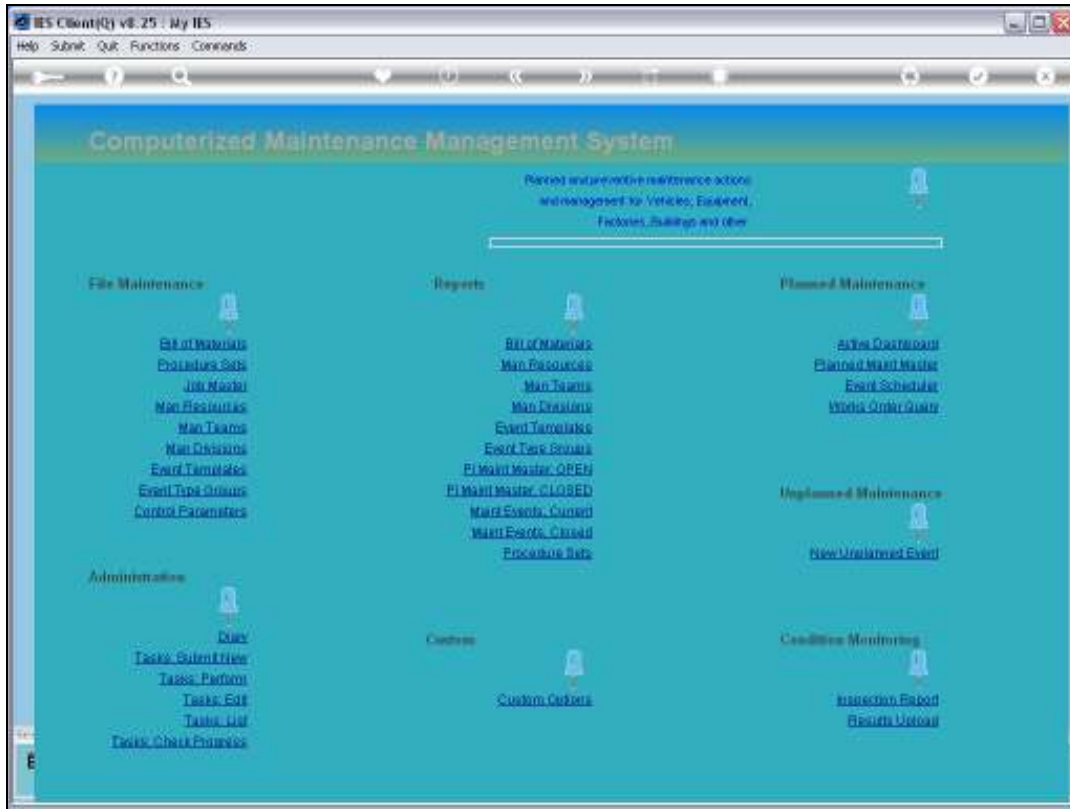 IES Client(Q) v8.25 : My IES
Help Submit Quit Functions Commands
Computerized Maintenance Management System
Planned and preventive maintenance actions
and management for Vehicles, Equipment,
Factories, Buildings and other
File Maintenance
Bill of Materials
Procedure Sets
Job Master
Man Resources
Man Teams
Man Divisions
Event Templates
Event Type Groups
Control Parameters
Administration
Diary
Tasks: Submit New
Tasks: Perform
Tasks: Edit
Tasks: List
Tasks: Check Progress
Reports
Bill of Materials
Man Resources
Man Teams
Man Divisions
Event Templates
Event Type Groups
Pl Maint Master, OPEN
Pl Maint Master, CLOSED
Maint Events, Current
Maint Events, Closed
Procedure Sets
Custom
Custom Options
Planned Maintenance
Active Dashboard
Planned Maint Master
Event Scheduler
Works Order Query
Unplanned Maintenance
New Unplanned Event
Condition Monitoring
Inspection Report
Results Upload